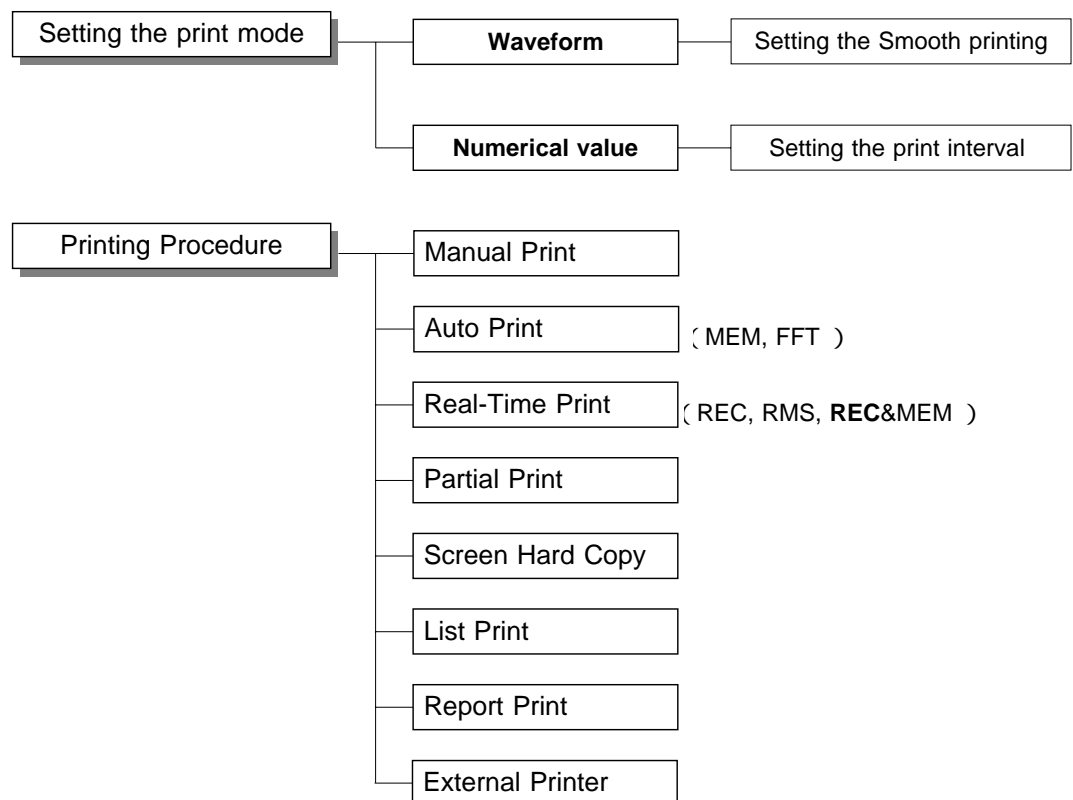 Setting the print mode
Waveform
Setting the Smooth printing
Numerical value
Setting the print interval
Printing Procedure
Manual Print
Auto Print
( MEM, FFT )
Real-Time Print
( REC, RMS, REC&MEM )
Partial Print
Screen Hard Copy
List Print
Report Print
External Printer